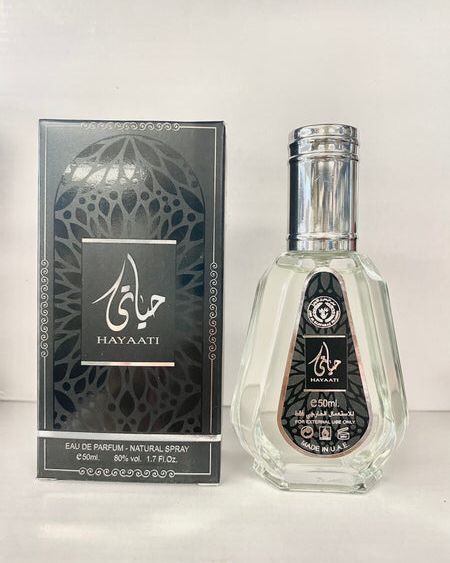 حياتي
HAYAATI
EAU DE PARFUM - NATURAL SPRAY
℮50ml. 80% vol. 1.7 Fl.Oz.
حياتي
HAYAATI
℮50ml.
للاستعمال الخارجي فقط
FOR EXTERNAL USE ONLY
MADE IN U.A.E.